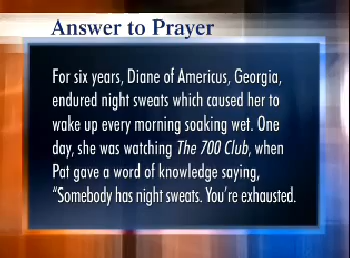 Answer to Prayer
For six years, Diane of Americus, Georgia,
endured night sweats which caused her to
wake up every morning soaking wet. One
day, she was watching The 700 Club, when
Pat gave a word of knowledge saying,
“Somebody has night sweats. You’re exhausted.